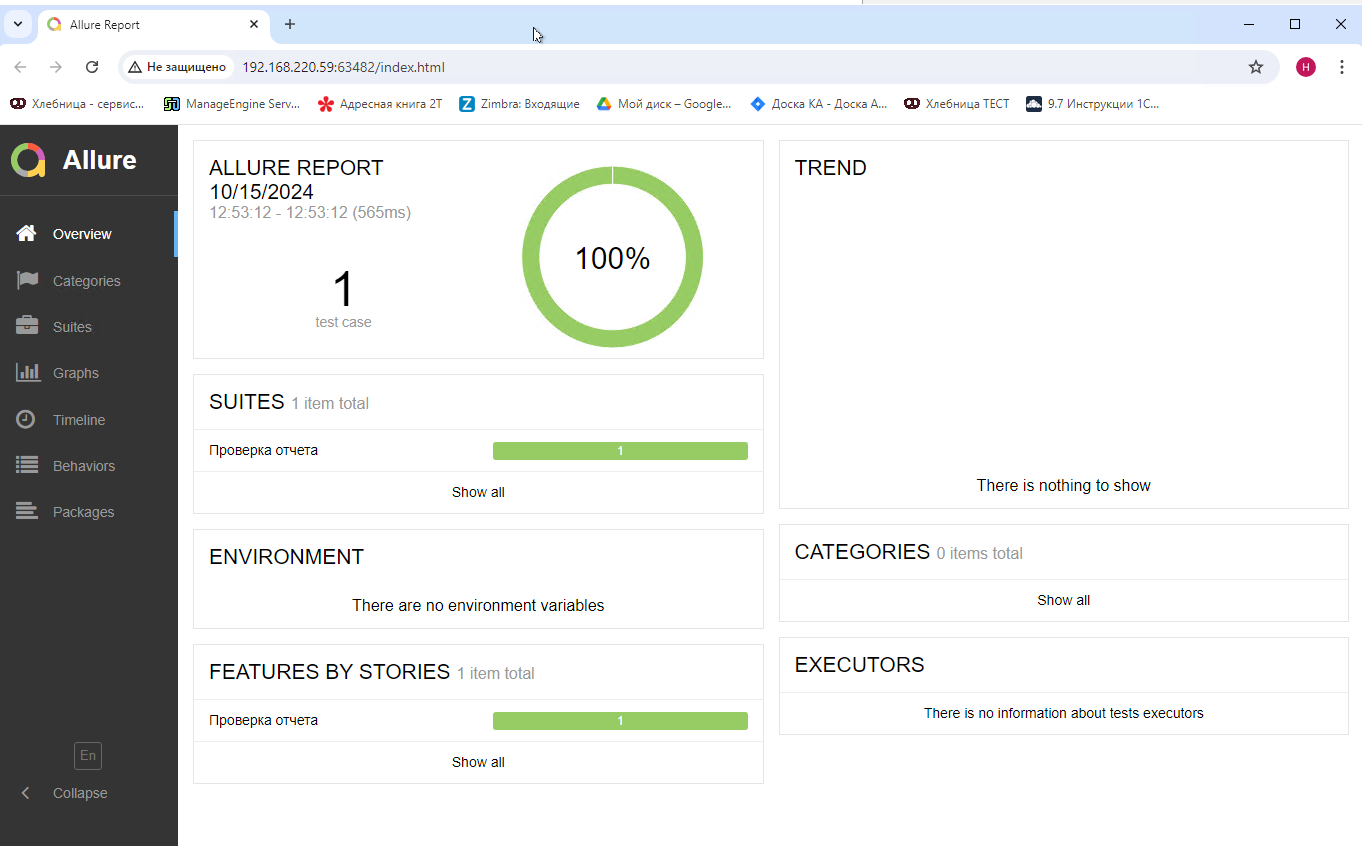 Allure Report
Не защищено
192.168.220.59:63482/index.html
H
Хлебница - сервис...
ManageEngine Serv...
Адресная книга 2Т
Zimbra: Входящие
Мой диск – Google...
Доска КА - Доска А...
Хлебница ТЕСТ
9.7 Инструкции 1С...
Allure
Overview
Categories
Suites
Graphs
Timeline
Behaviors
Packages
En
Collapse
ALLURE REPORT
10/15/2024
12:53:12 - 12:53:12 (565ms)
1
test case
100%
SUITES 1 item total
Проверка отчета 1
Show all
ENVIRONMENT
There are no environment variables
FEATURES BY STORIES 1 item total
Проверка отчета 1
Show all
TREND
There is nothing to show
CATEGORIES 0 items total
Show all
EXECUTORS
There is no information about tests executors